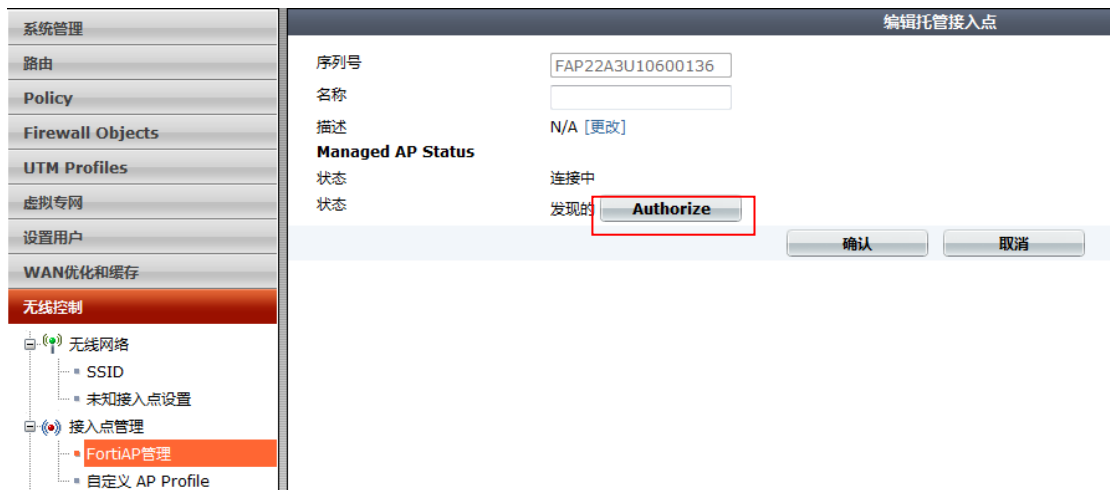 系统管理
路由
Policy
Firewall Objects
UTM Profiles
虚拟专网
设置用户
WAN优化和缓存
无线控制
无线网络
SSID
未知接入点设置
接入点管理
FortiAP管理
自定义 AP Profile
编辑托管接入点
序列号 FAP22A3U10600136
名称
描述 N/A [更改]
Managed AP Status
状态 连接中
状态 发现的 Authorize
确认 取消